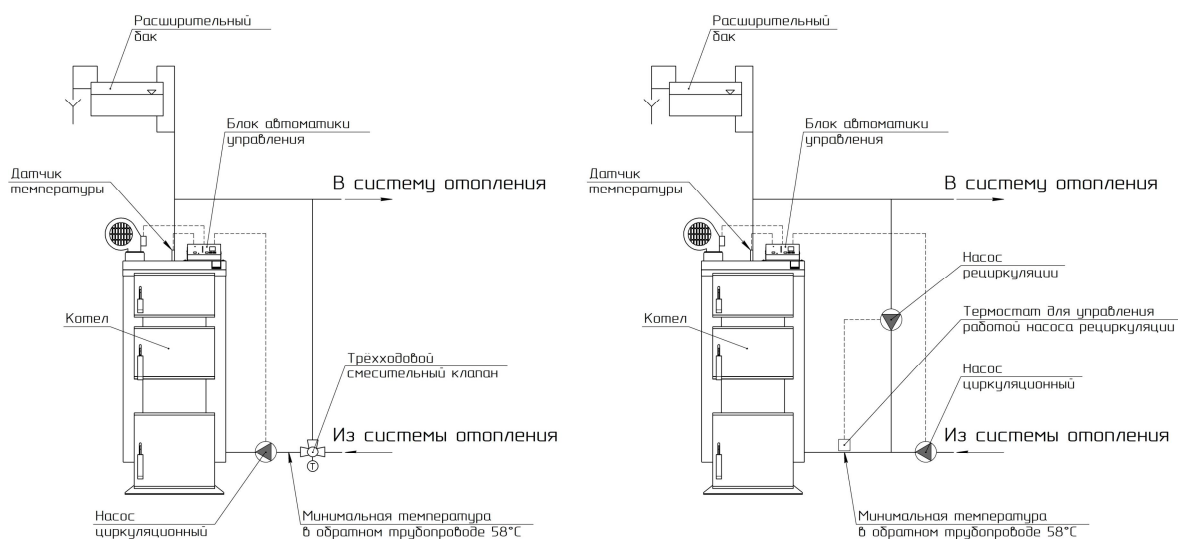 Расширительный
бак
Блок автоматики
управления
Датчик
температуры
В систему отопления
Котел
Трёхходовой
смесительный клапан
Из системы отопления
Т
Насос
циркуляционный
Минимальная температура
в обратном трубопроводе 58°С
Расширительный
бак
Блок автоматики
управления
Датчик
температуры
В систему отопления
Насос
рециркуляции
Котел
Термостат для управления
работой насоса рециркуляции
Насос
циркуляционный
Из системы отопления
Минимальная температура
в обратном трубопроводе 58°С